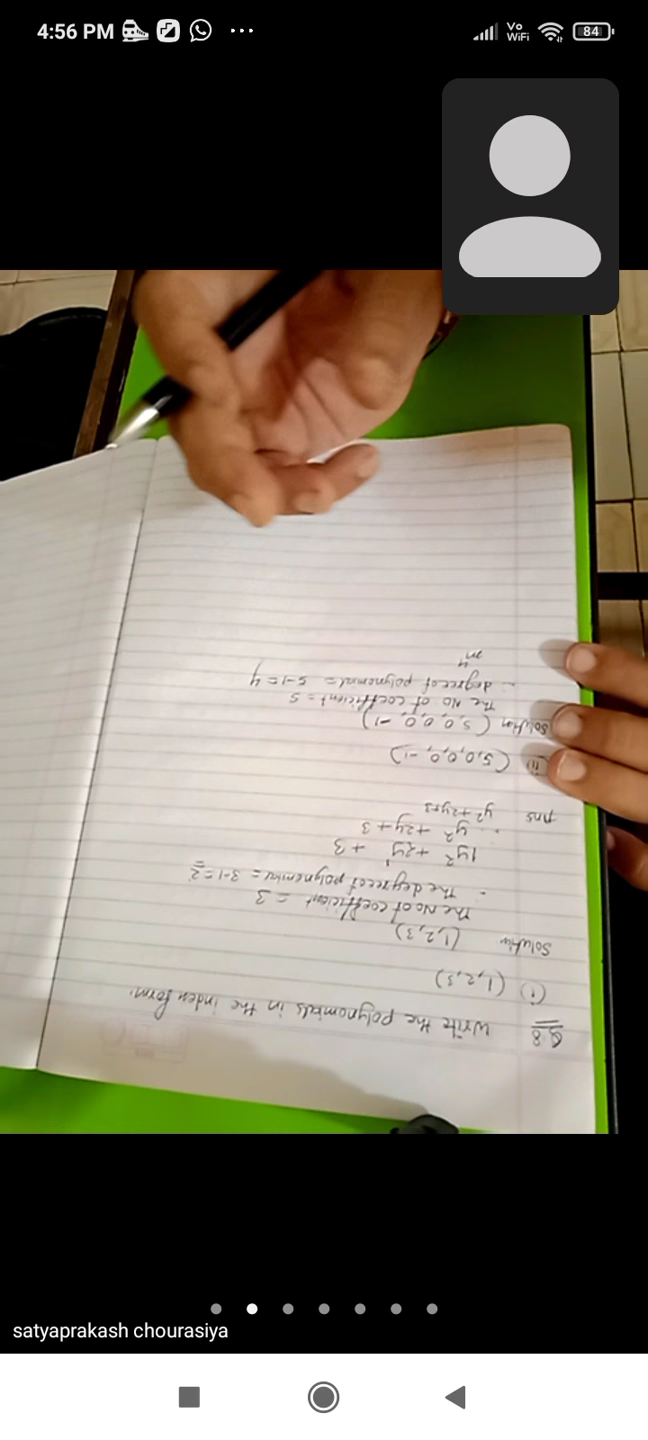 4:56 PM
Vo
WiFi
84
Q.8 Write the polynomials in the index form.
(i) (1,2,3)
Solution (1,2,3)
The No of coefficient = 3
∴ The degree of polynomial = 3-1=2
1y² +2y¹ +3
∴ y² +2y+3
Ans y²+2y+3
(ii) (5,0,0,0,-1)
Solution (5,0,0,0,-1)
The No of coefficient = 5
∴ degree of polynomial = 5-1=4
m⁴
satyaprakash chourasiya